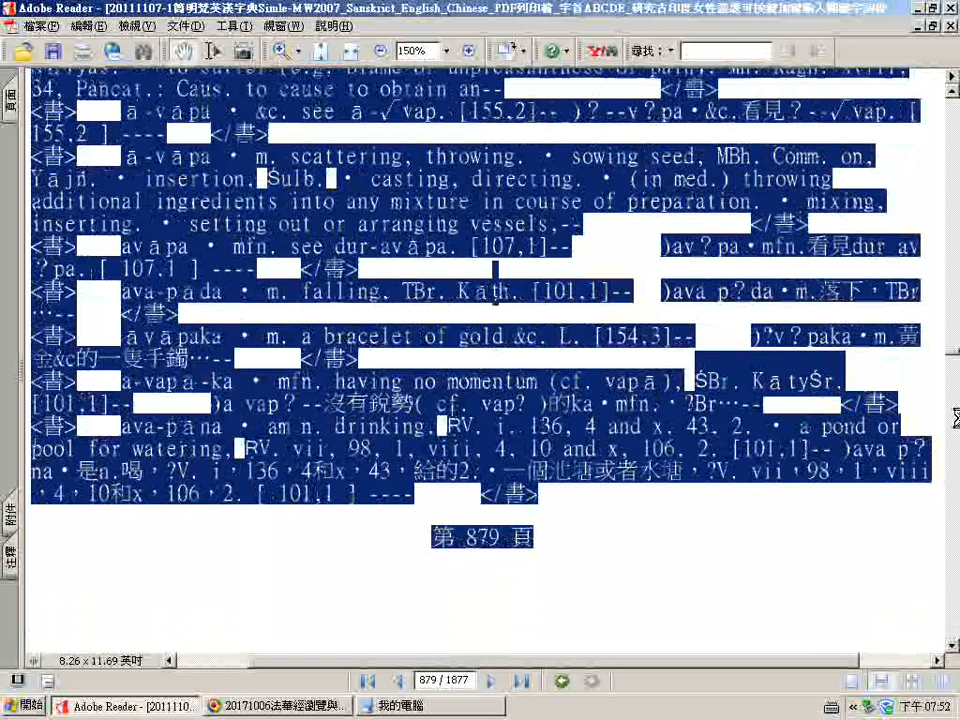 Adobe Reader - [20111107-1簡明梵英漢字典Simle-MW2007_Sanskrict_English_Chinese_PDF列印檔_字首ABCDE_研究古印度女性
檔案(F) 編輯(E) 檢視(V) 文件(D) 工具(T) 視窗(W) 說明(H)
150% 尋找:
頁面
34, Pancat.: Caus. to cause to obtain an-- </書>
<書> ā-vāpa • &c. see ā-√vap. [155,2]-- )?--v?pa•&c.看見?--√vap. [
155,2 ] ---- </書>
<書> ā-vāpa • m. scattering, throwing. • sowing seed, MBh. Comm. on,
Yājñ. • insertion, Śulb. • casting, directing. • (in med.) throwing
additional ingredients into any mixture in course of preparation. • mixing,
inserting. • setting out or arranging vessels,-- </書>
<書> avāpa • mfn. see dur-avāpa. [107,1]-- )av?pa•mfn.看見dur av
?pa. [ 107,1 ] ---- </書>
<書> ava-pāda • m. falling, TBr. Kāth. [101,1]-- )ava p?da•m.落下，TBr
…-- </書>
<書> āvāpaka • m. a bracelet of gold &c. L. [154,3]-- )?v?paka•m.黃
金&c的一隻手鐲…-- </書>
<書> a-vapā-ka • mfn. having no momentum (cf. vapā), ŚBr. KātyŚr.
[101,1]-- )a vap?--沒有銳勢( cf. vap? )的ka•mfn.，?Br…-- </書>
<書> ava-pāna • am n. drinking. RV. i, 136, 4 and x, 43, 2. • a pond or
pool for watering, RV. vii, 98, 1, viii, 4, 10 and x, 106, 2. [101,1]-- )ava p?
na•是n.喝，?V. i，136，4和x，43，給的2.•一個池塘或者水塘，?V. vii，98，1，viii
，4，10和x，106，2. [ 101,1 ] ---- </書>
第 879 頁
附件
注釋
8.26 x 11.69 英吋
879 / 1877
開始 Adobe Reader - [2011110... 20171006法華經瀏覽與... 我的電腦 下午 07:52